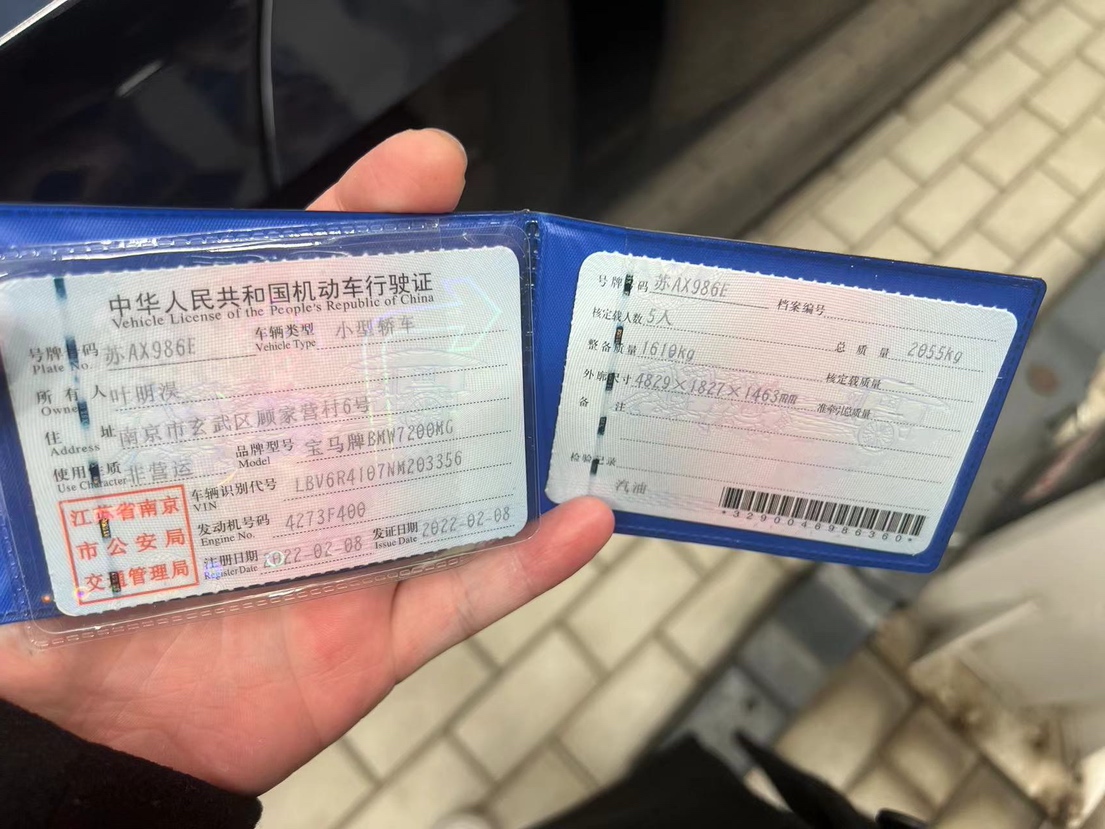 中华人民共和国机动车行驶证
Vehicle License of the People's Republic of China
号牌号码 苏AX986E 车辆类型 小型轿车
Plate No. Vehicle Type
所有人 叶明淏
Owner
住址 南京市玄武区顾家营村6号
Address
使用性质 非营运 品牌型号 宝马牌BMW7200MG
Use Character Model
车辆识别代号 LBV6R4107NM203356
VIN
发动机号码 4273F400
Engine No.
注册日期 2022-02-08 发证日期 2022-02-08
Register Date Issue Date
江苏省南京
市公安局
交通管理局
号牌号码 苏AX986E 档案编号
核定载人数 5人 总质量 2055kg
整备质量 1610kg 核定载质量
外廓尺寸 4829×1827×1463mm 准牵引总质量
备注
检验记录
汽油
*3290046986360*